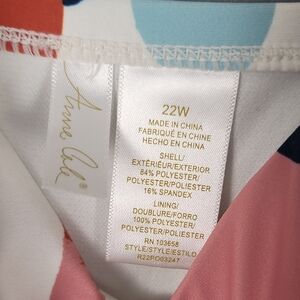 Anne Cole®
22W
MADE IN CHINA
FABRIQUÉ EN CHINE
HECHO EN CHINA
SHELL/
EXTÉRIEUR/EXTERIOR
84% POLYESTER/
POLYESTER/POLIESTER
16% SPANDEX
LINING/
DOUBLURE/FORRO
100% POLYESTER/
POLYESTER/POLIESTER
RN 103658
STYLE/STYLE/ESTILO
R22PO03247